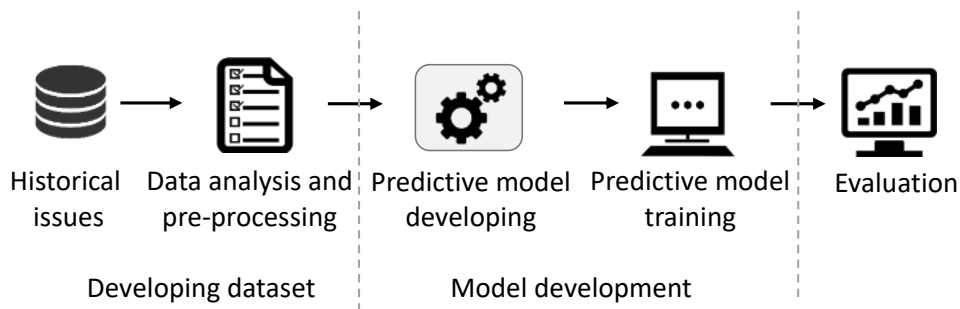 Historical
issues
Data analysis and
pre-processing
Predictive model
developing
Predictive model
training
Evaluation
Developing dataset
Model development